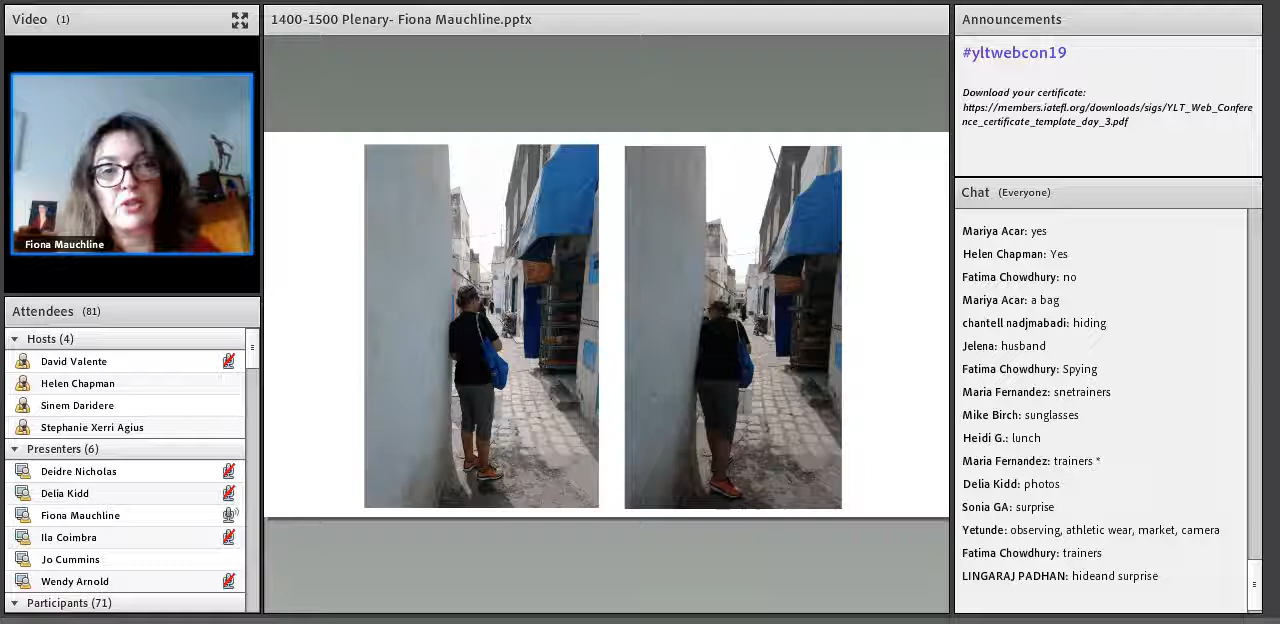 Video (1)
Fiona Mauchline
Attendees (81)
Hosts (4)
David Valente
Helen Chapman
Sinem Daridere
Stephanie Xerri Agius
Presenters (6)
Deidre Nicholas
Delia Kidd
Fiona Mauchline
Ila Coimbra
Jo Cummins
Wendy Arnold
Participants (71)
1400-1500 Plenary- Fiona Mauchline.pptx
Announcements
#yltwebcon19
Download your certificate:
https://members.iatefl.org/downloads/sigs/YLT_Web_Confere
nce_certificate_template_day_3.pdf
Chat (Everyone)
Mariya Acar: yes
Helen Chapman: Yes
Fatima Chowdhury: no
Mariya Acar: a bag
chantell nadjmabadi: hiding
Jelena: husband
Fatima Chowdhury: Spying
Maria Fernandez: snetrainers
Mike Birch: sunglasses
Heidi G.: lunch
Maria Fernandez: trainers *
Delia Kidd: photos
Sonia GA: surprise
Yetunde: observing, athletic wear, market, camera
Fatima Chowdhury: trainers
LINGARAJ PADHAN: hideand surprise